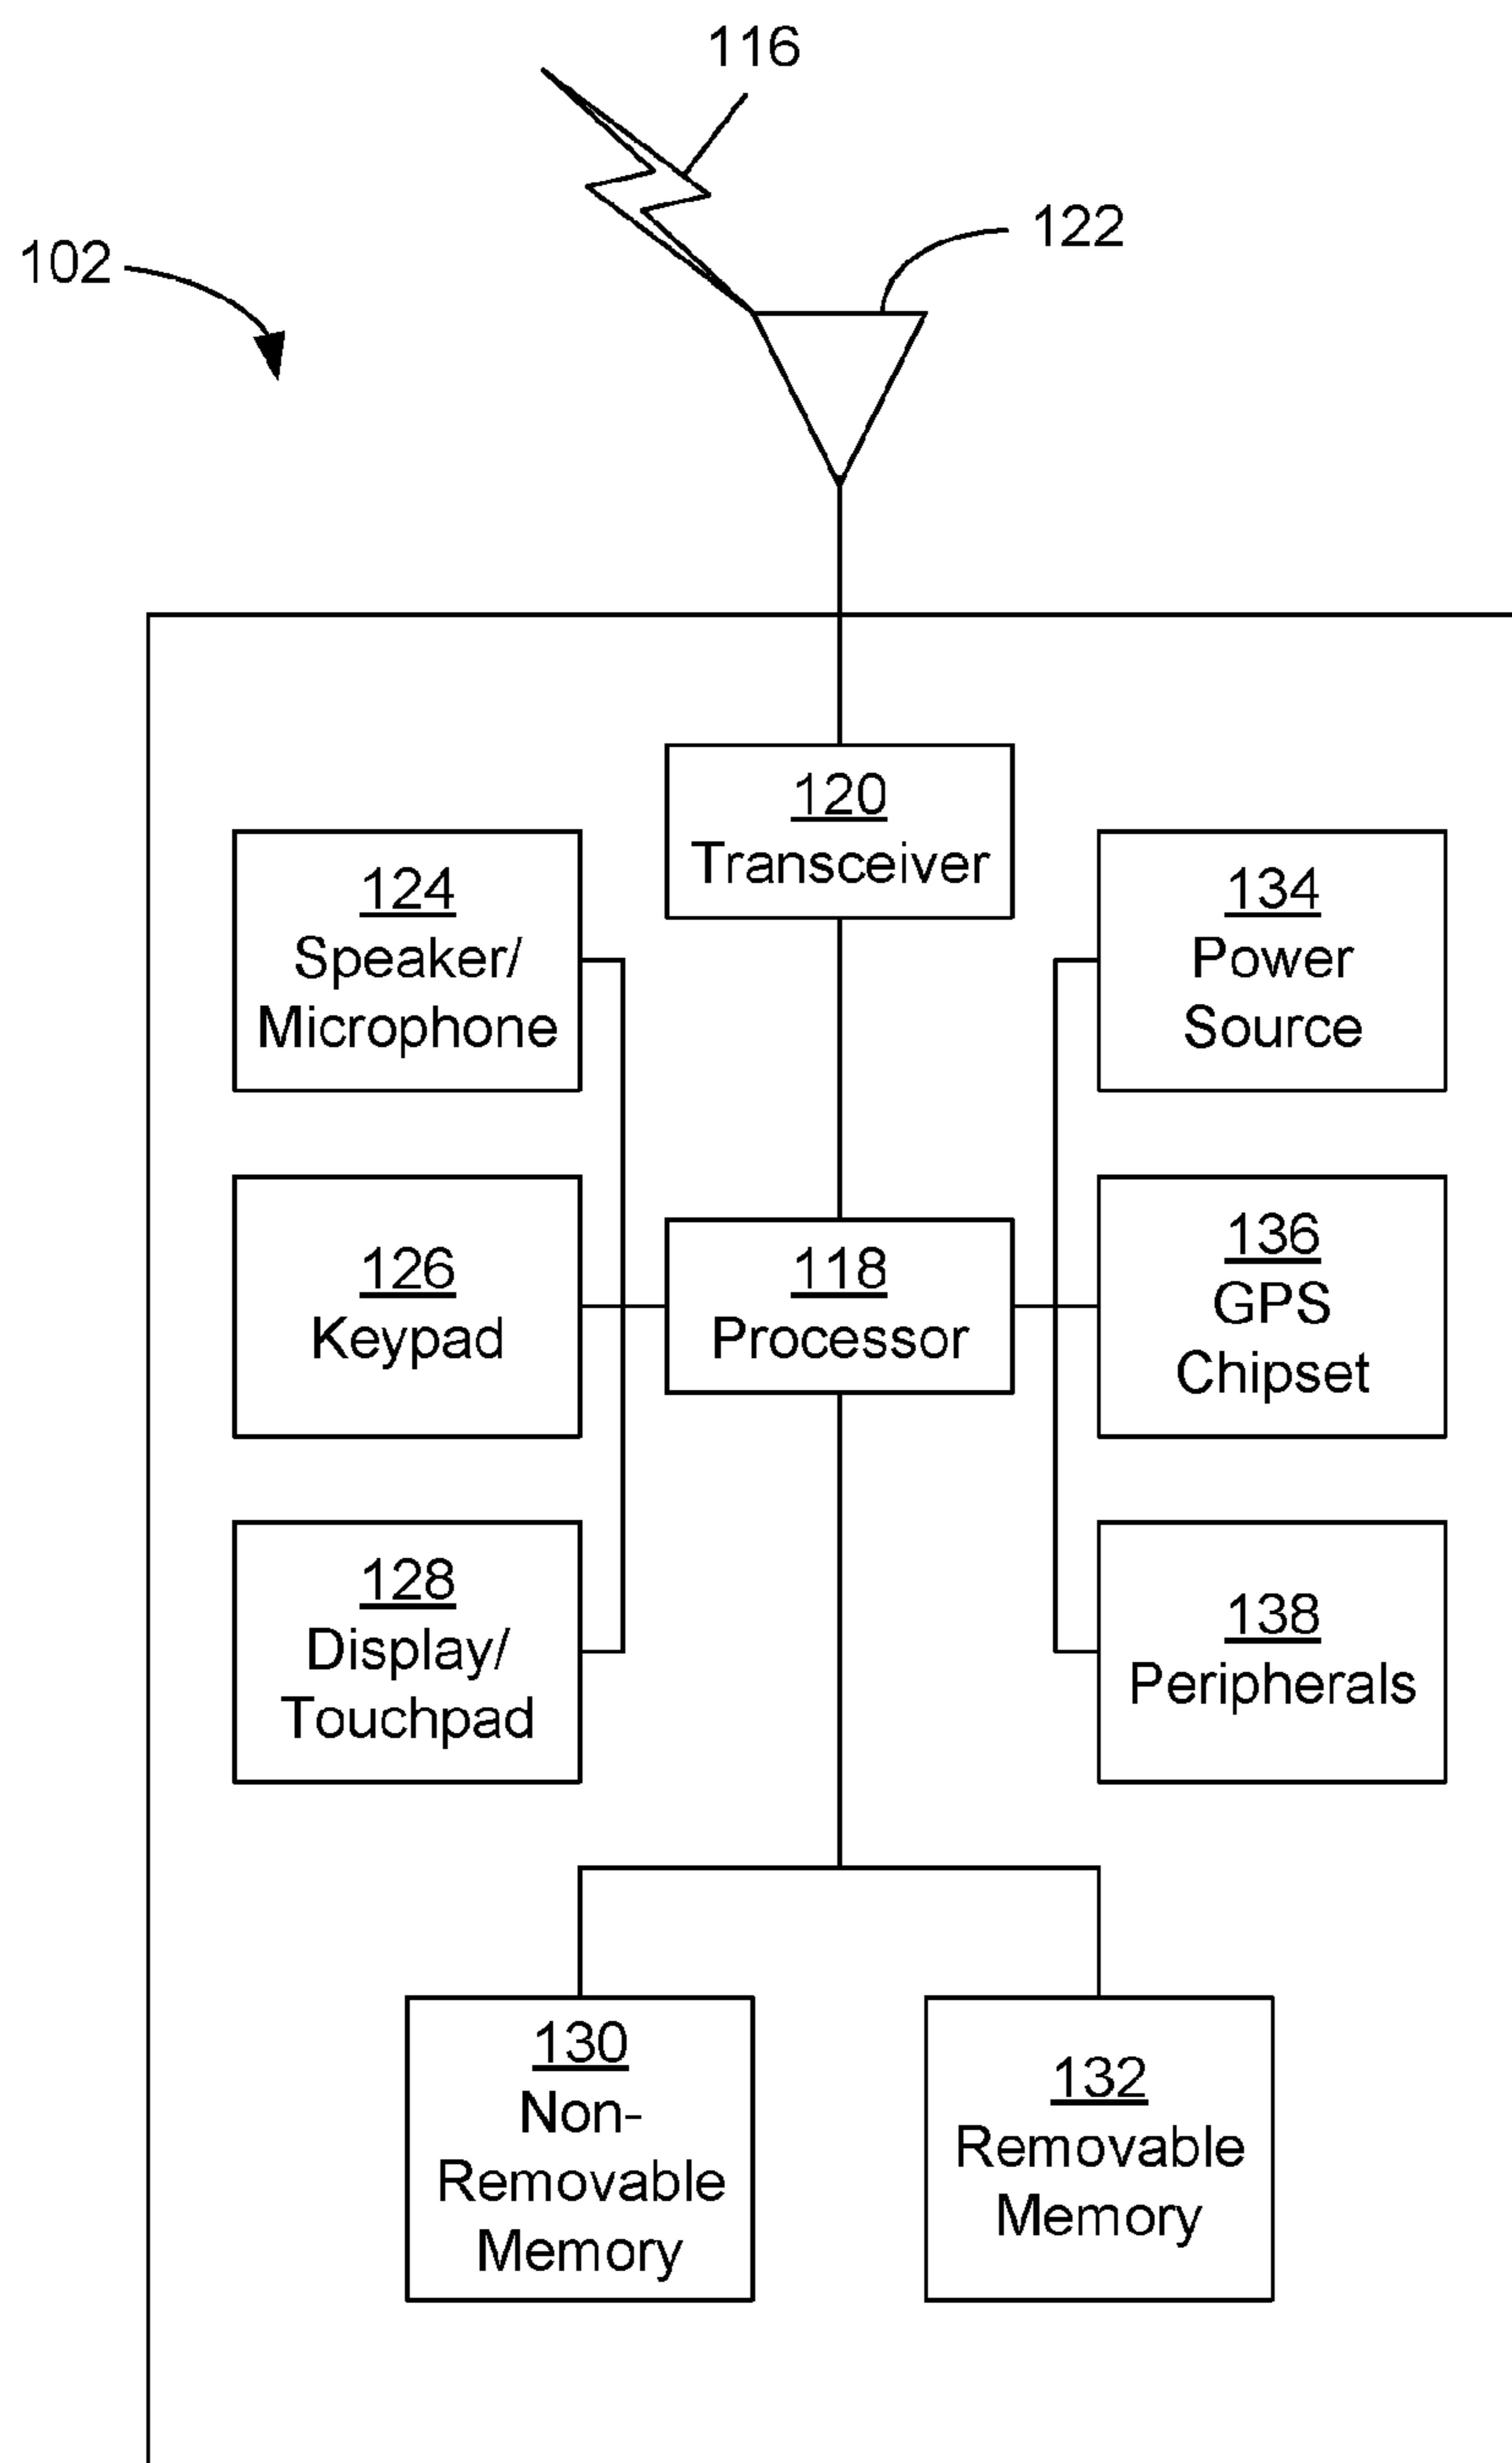 116
122
102
120
Transceiver
124
Speaker/
Microphone
134
Power
Source
126
Keypad
118
Processor
136
GPS
Chipset
128
Display/
Touchpad
138
Peripherals
130
Non-
Removable
Memory
132
Removable
Memory